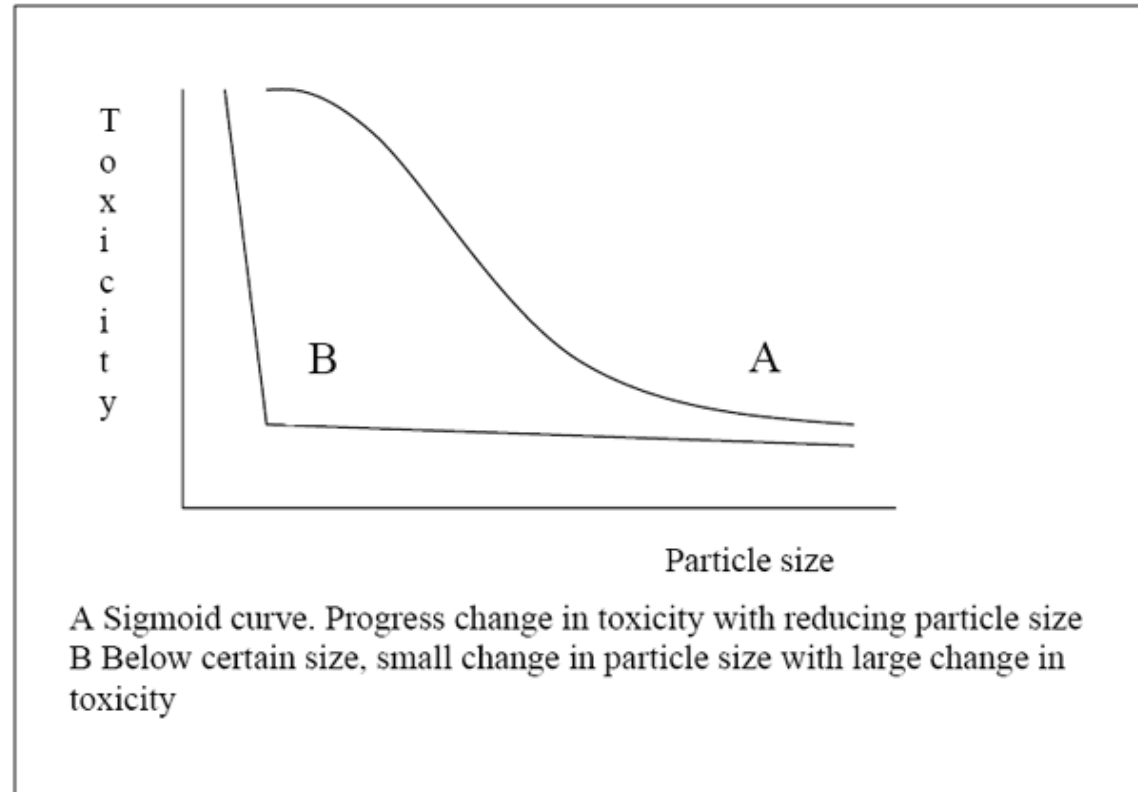 Toxicity
B
A
Particle size
A Sigmoid curve. Progress change in toxicity with reducing particle size
B Below certain size, small change in particle size with large change in
toxicity